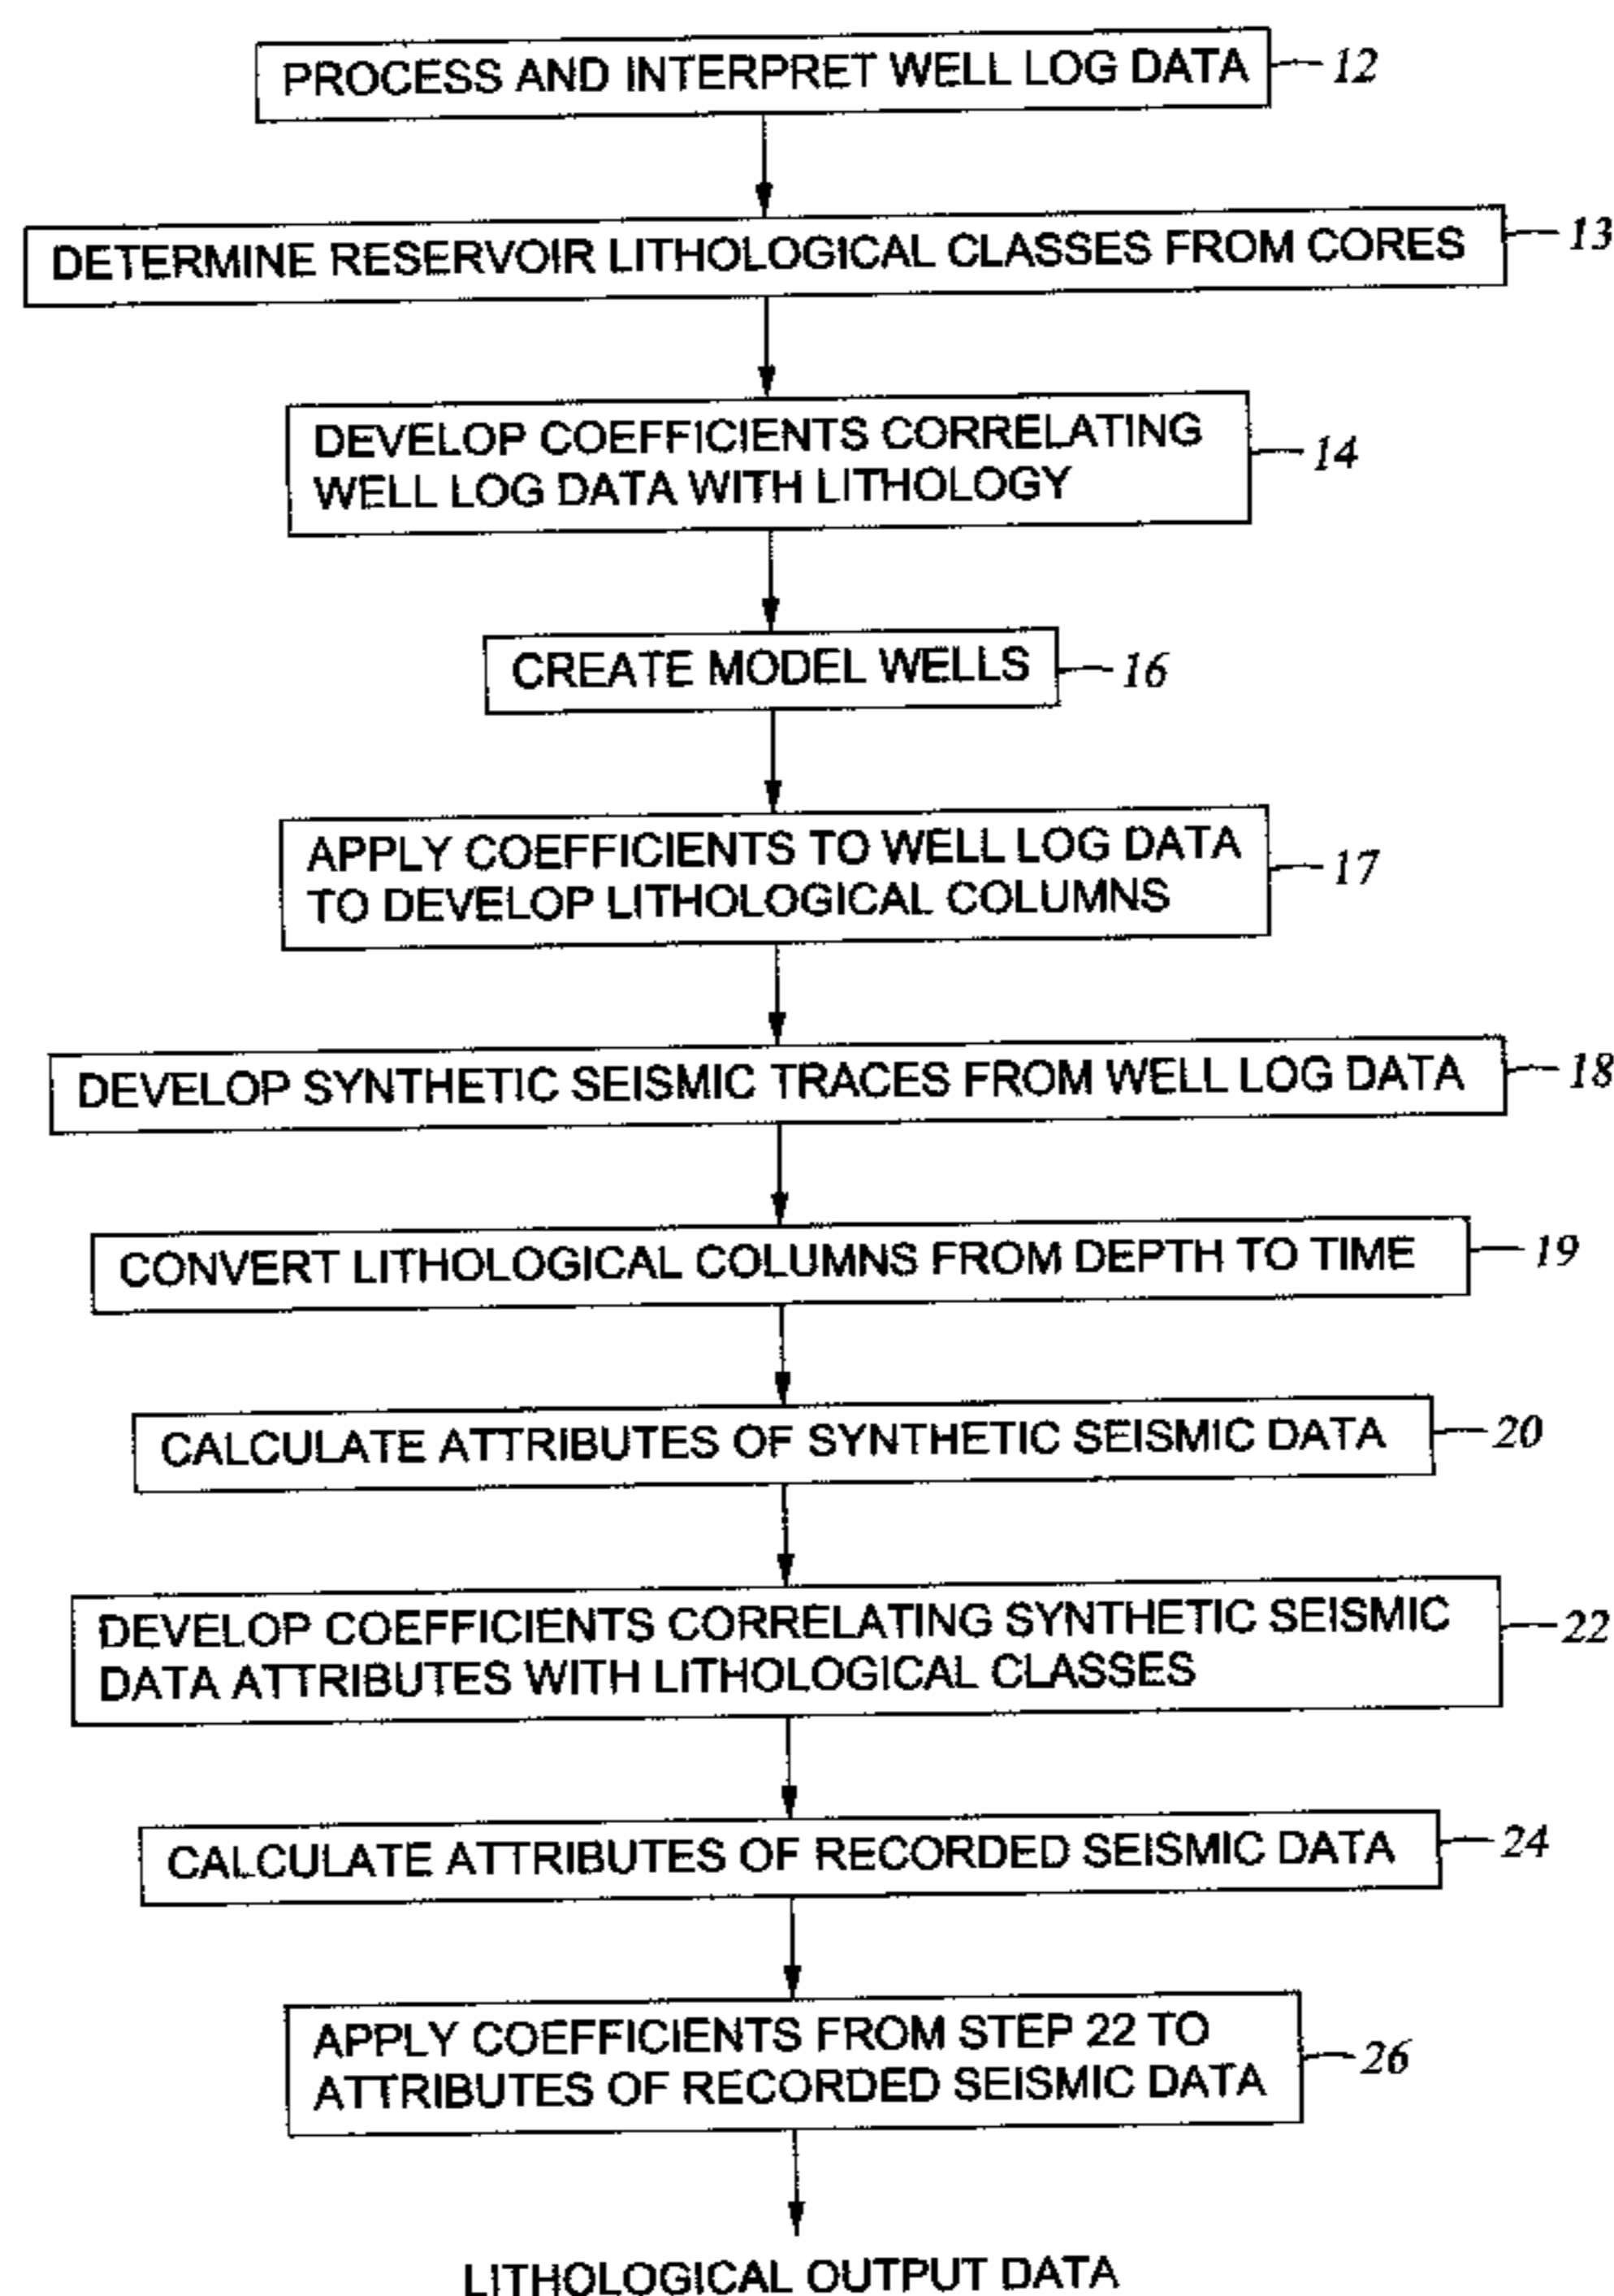 PROCESS AND INTERPRET WELL LOG DATA 12
DETERMINE RESERVOIR LITHOLOGICAL CLASSES FROM CORES 13
DEVELOP COEFFICIENTS CORRELATING
WELL LOG DATA WITH LITHOLOGY 14
CREATE MODEL WELLS 16
APPLY COEFFICIENTS TO WELL LOG DATA
TO DEVELOP LITHOLOGICAL COLUMNS 17
DEVELOP SYNTHETIC SEISMIC TRACES FROM WELL LOG DATA 18
CONVERT LITHOLOGICAL COLUMNS FROM DEPTH TO TIME 19
CALCULATE ATTRIBUTES OF SYNTHETIC SEISMIC DATA 20
DEVELOP COEFFICIENTS CORRELATING SYNTHETIC SEISMIC
DATA ATTRIBUTES WITH LITHOLOGICAL CLASSES 22
CALCULATE ATTRIBUTES OF RECORDED SEISMIC DATA 24
APPLY COEFFICIENTS FROM STEP 22 TO
ATTRIBUTES OF RECORDED SEISMIC DATA 26
LITHOLOGICAL OUTPUT DATA